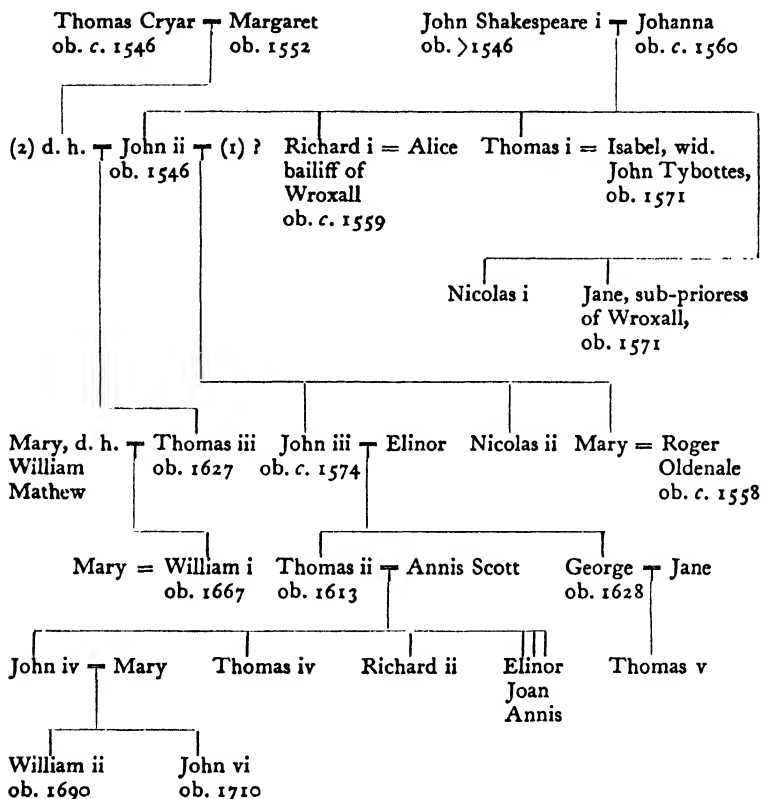 Thomas Cryar Margaret John Shakespeare i Johanna
ob. c. 1546 ob. 1552 ob. >1546 ob. c. 1560
(2) d. h. John ii (1) ? Richard i = Alice Thomas i = Isabel, wid.
ob. 1546 bailiff of John Tybottes,
Wroxall ob. 1571
ob. c. 1559
Nicolas i Jane, sub-prioress
of Wroxall,
ob. 1571
Mary, d. h. Thomas iii John iii Elinor Nicolas ii Mary = Roger
William ob. 1627 ob. c. 1574 Oldenale
Mathew ob. c. 1558
Mary = William i Thomas ii Annis Scott George Jane
ob. 1667 ob. 1613 ob. 1628
John iv Mary Thomas iv Richard ii Elinor Thomas v
Joan
Annis
William ii John vi
ob. 1690 ob. 1710